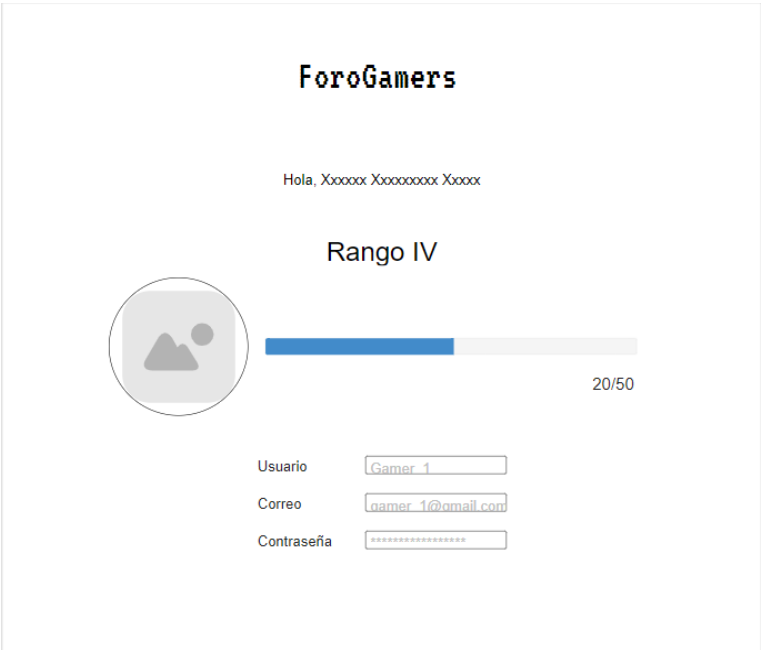 ForoGamers
Hola, Xxxxxx Xxxxxxxxx Xxxxx
Rango IV
20/50
Usuario Gamer_1
Correo gamer_1@gmail.com
Contraseña *****************